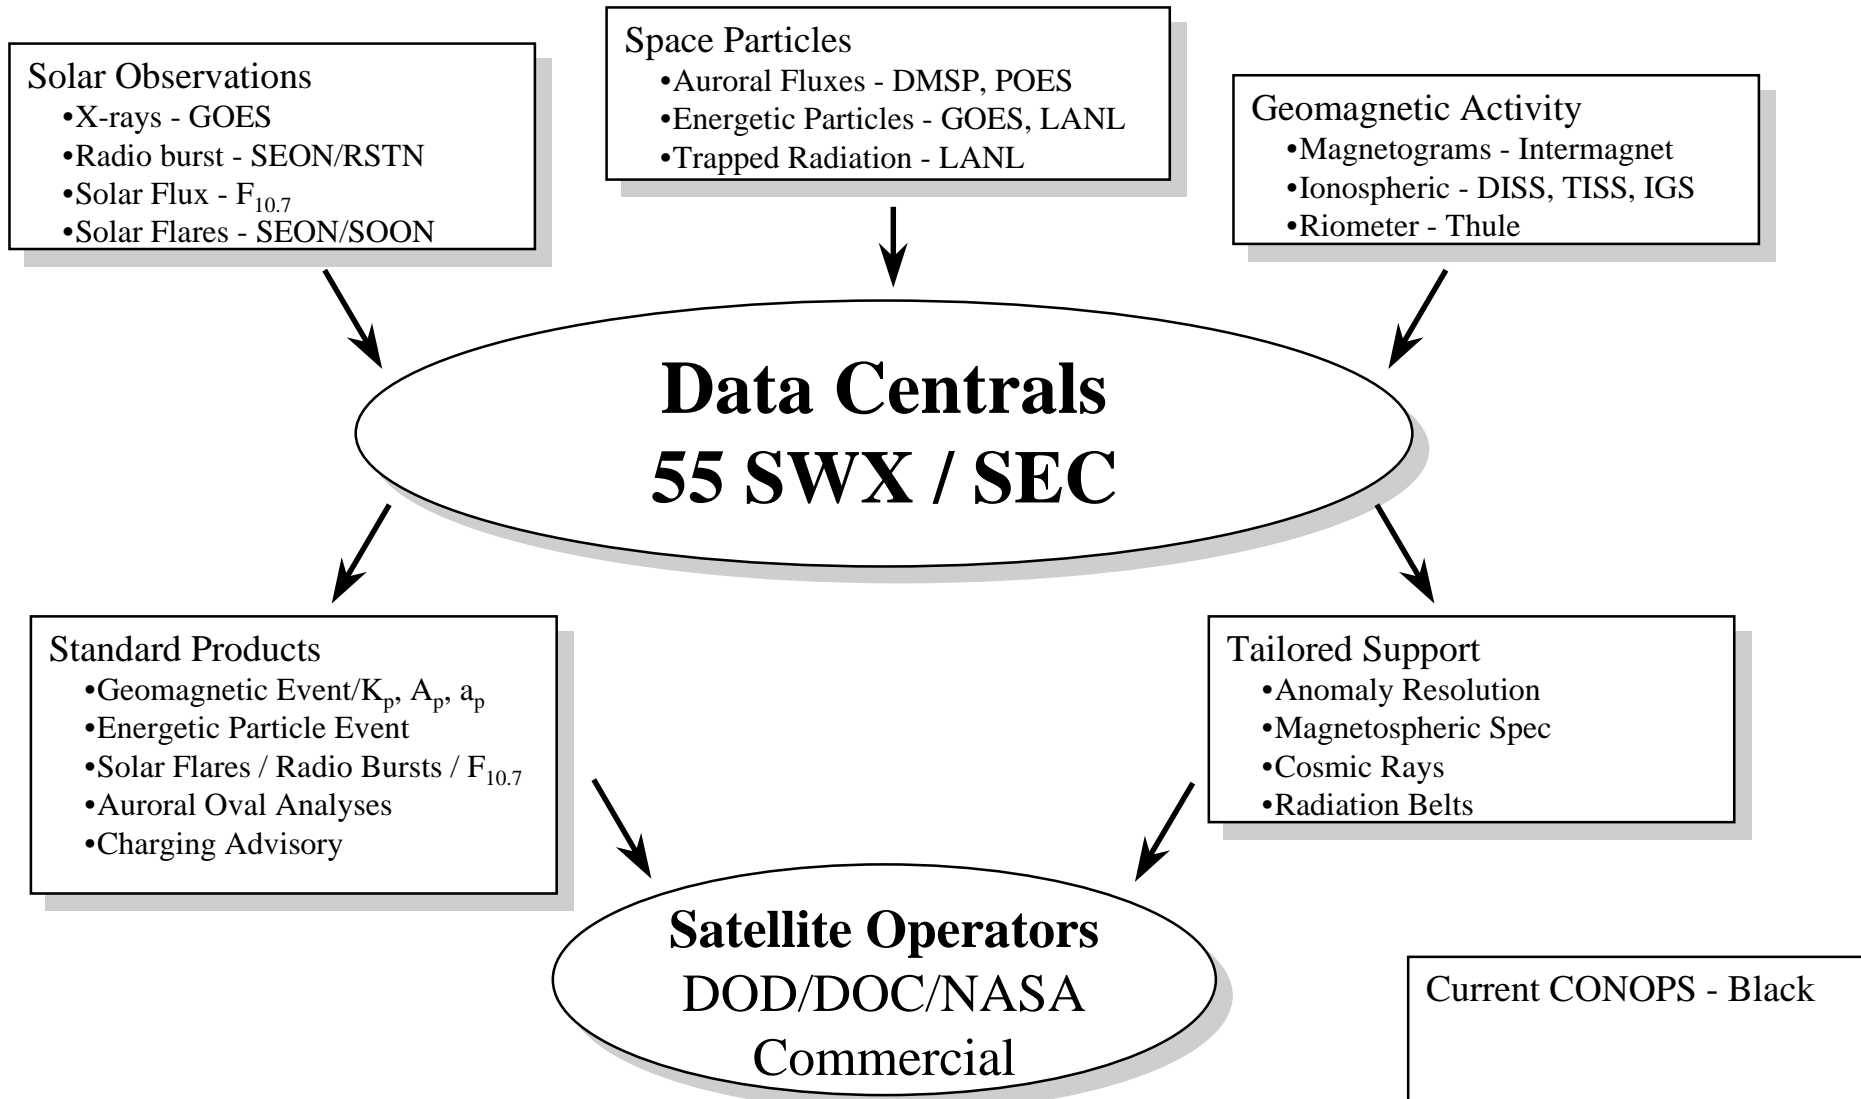 Solar Observations
•X-rays - GOES
•Radio burst - SEON/RSTN
•Solar Flux - F10.7
•Solar Flares - SEON/SOON
Space Particles
•Auroral Fluxes - DMSP, POES
•Energetic Particles - GOES, LANL
•Trapped Radiation - LANL
Geomagnetic Activity
•Magnetograms - Intermagnet
•Ionospheric - DISS, TISS, IGS
•Riometer - Thule
Data Centrals
55 SWX / SEC
Standard Products
•Geomagnetic Event/Kp, Ap, ap
•Energetic Particle Event
•Solar Flares / Radio Bursts / F10.7
•Auroral Oval Analyses
•Charging Advisory
Tailored Support
•Anomaly Resolution
•Magnetospheric Spec
•Cosmic Rays
•Radiation Belts
Satellite Operators
DOD/DOC/NASA
Commercial
Current CONOPS - Black